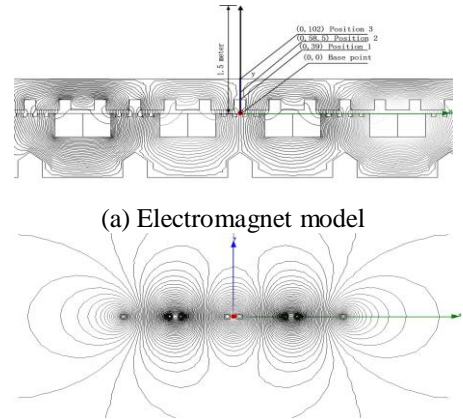 (0,102) Position 3
(0,58.5) Position 2
(0,39) Position 1
(0,0) Base point
1.5 meter
y
(a) Electromagnet model